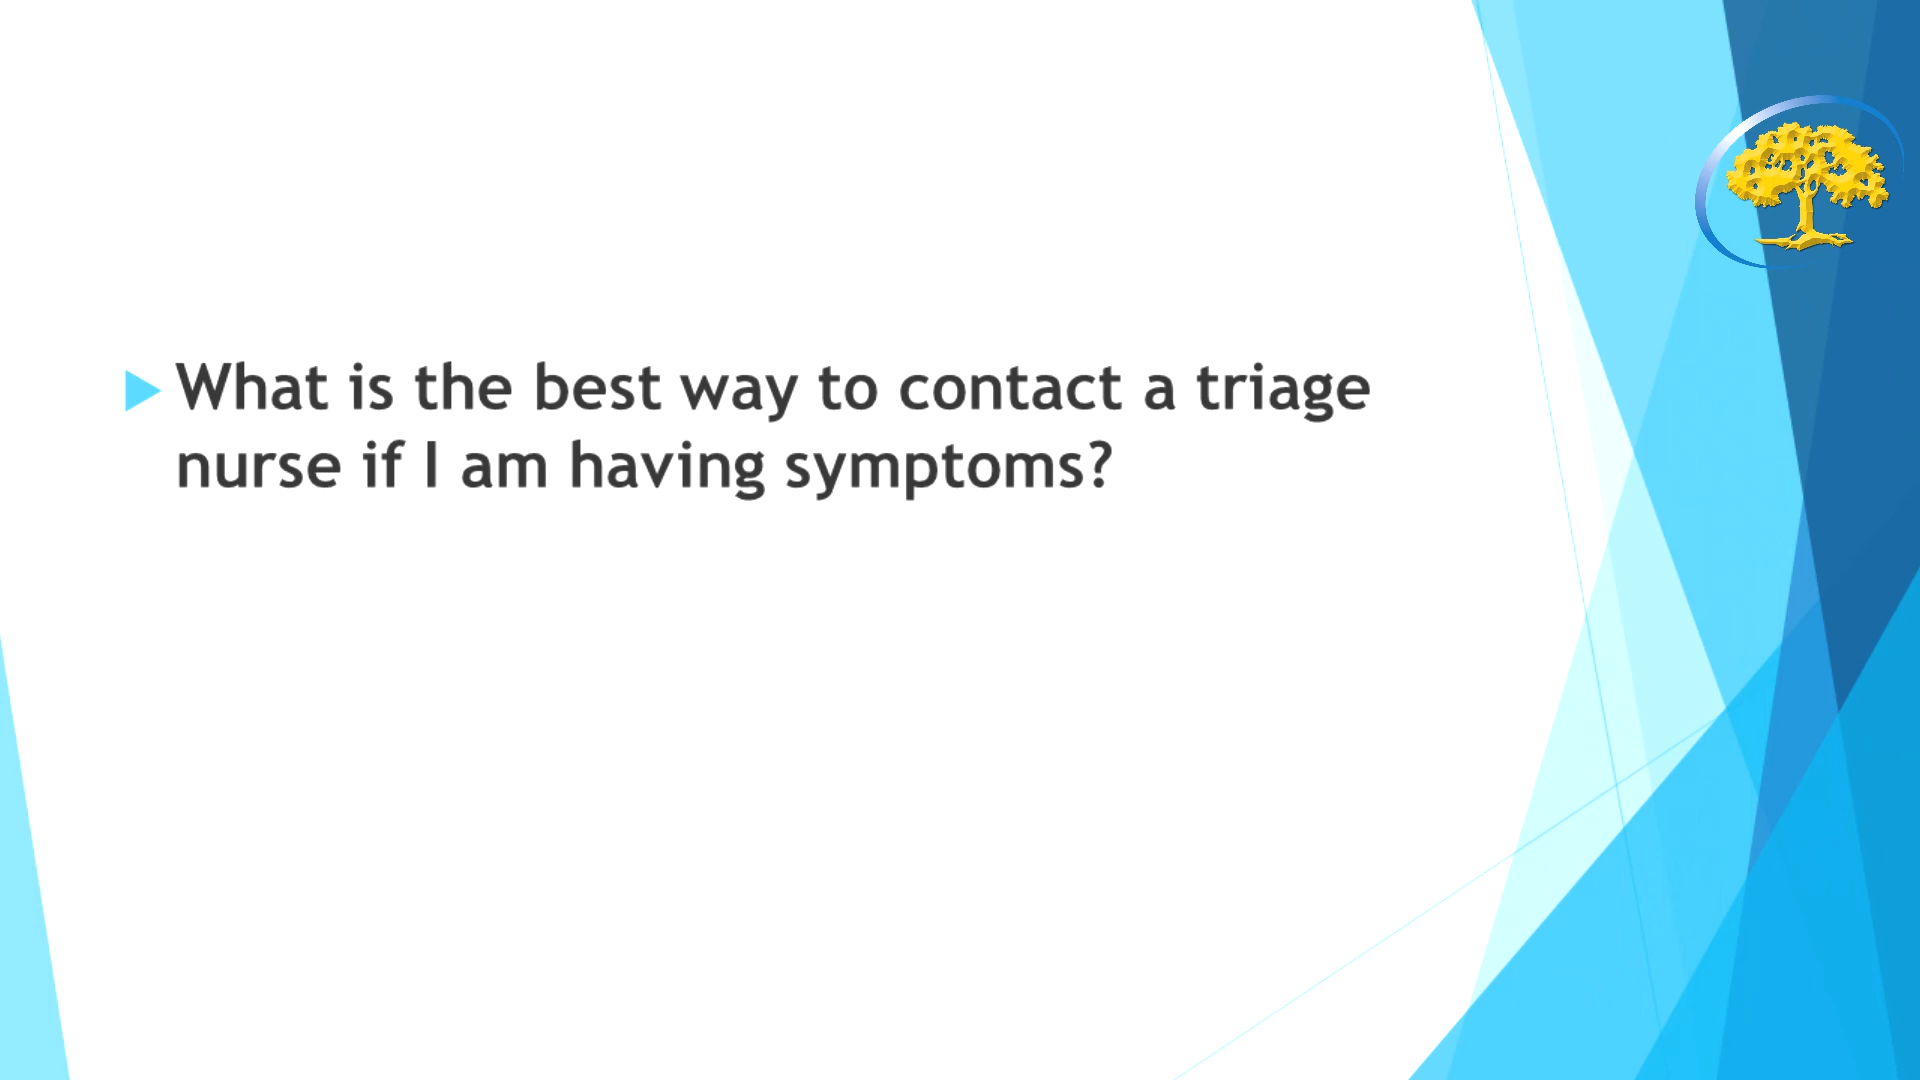 What is the best way to contact a triage
nurse if I am having symptoms?